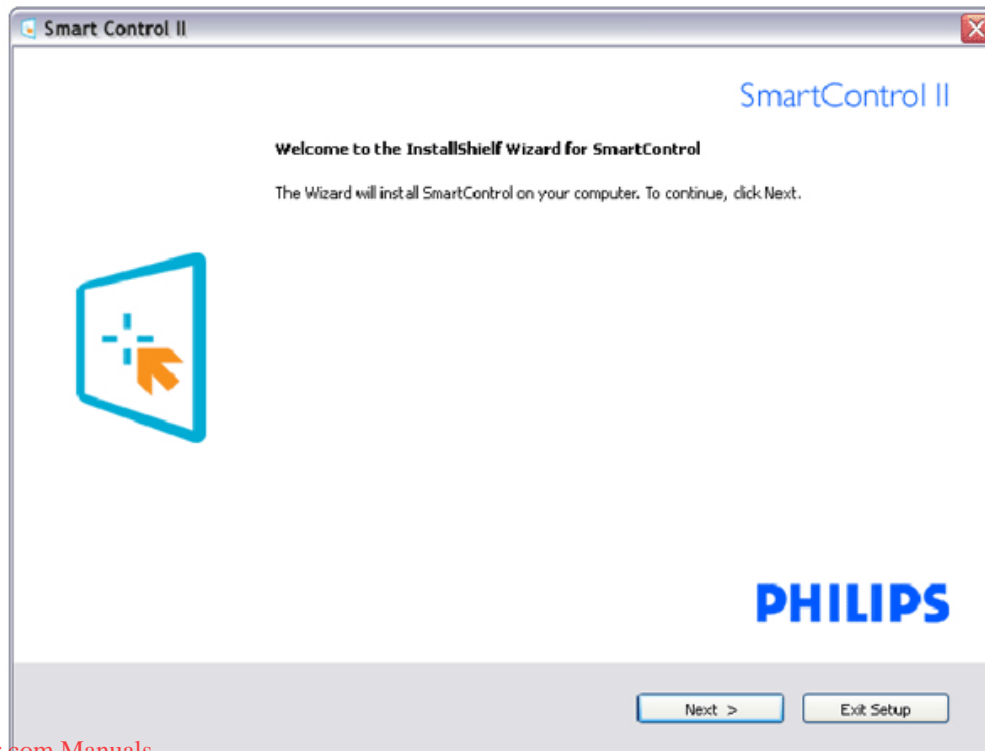 Smart Control II
SmartControl II
Welcome to the InstallShielf Wizard for SmartControl
The Wizard will install SmartControl on your computer. To continue, click Next.
PHILIPS
Next >
Exit Setup
.com Manuals